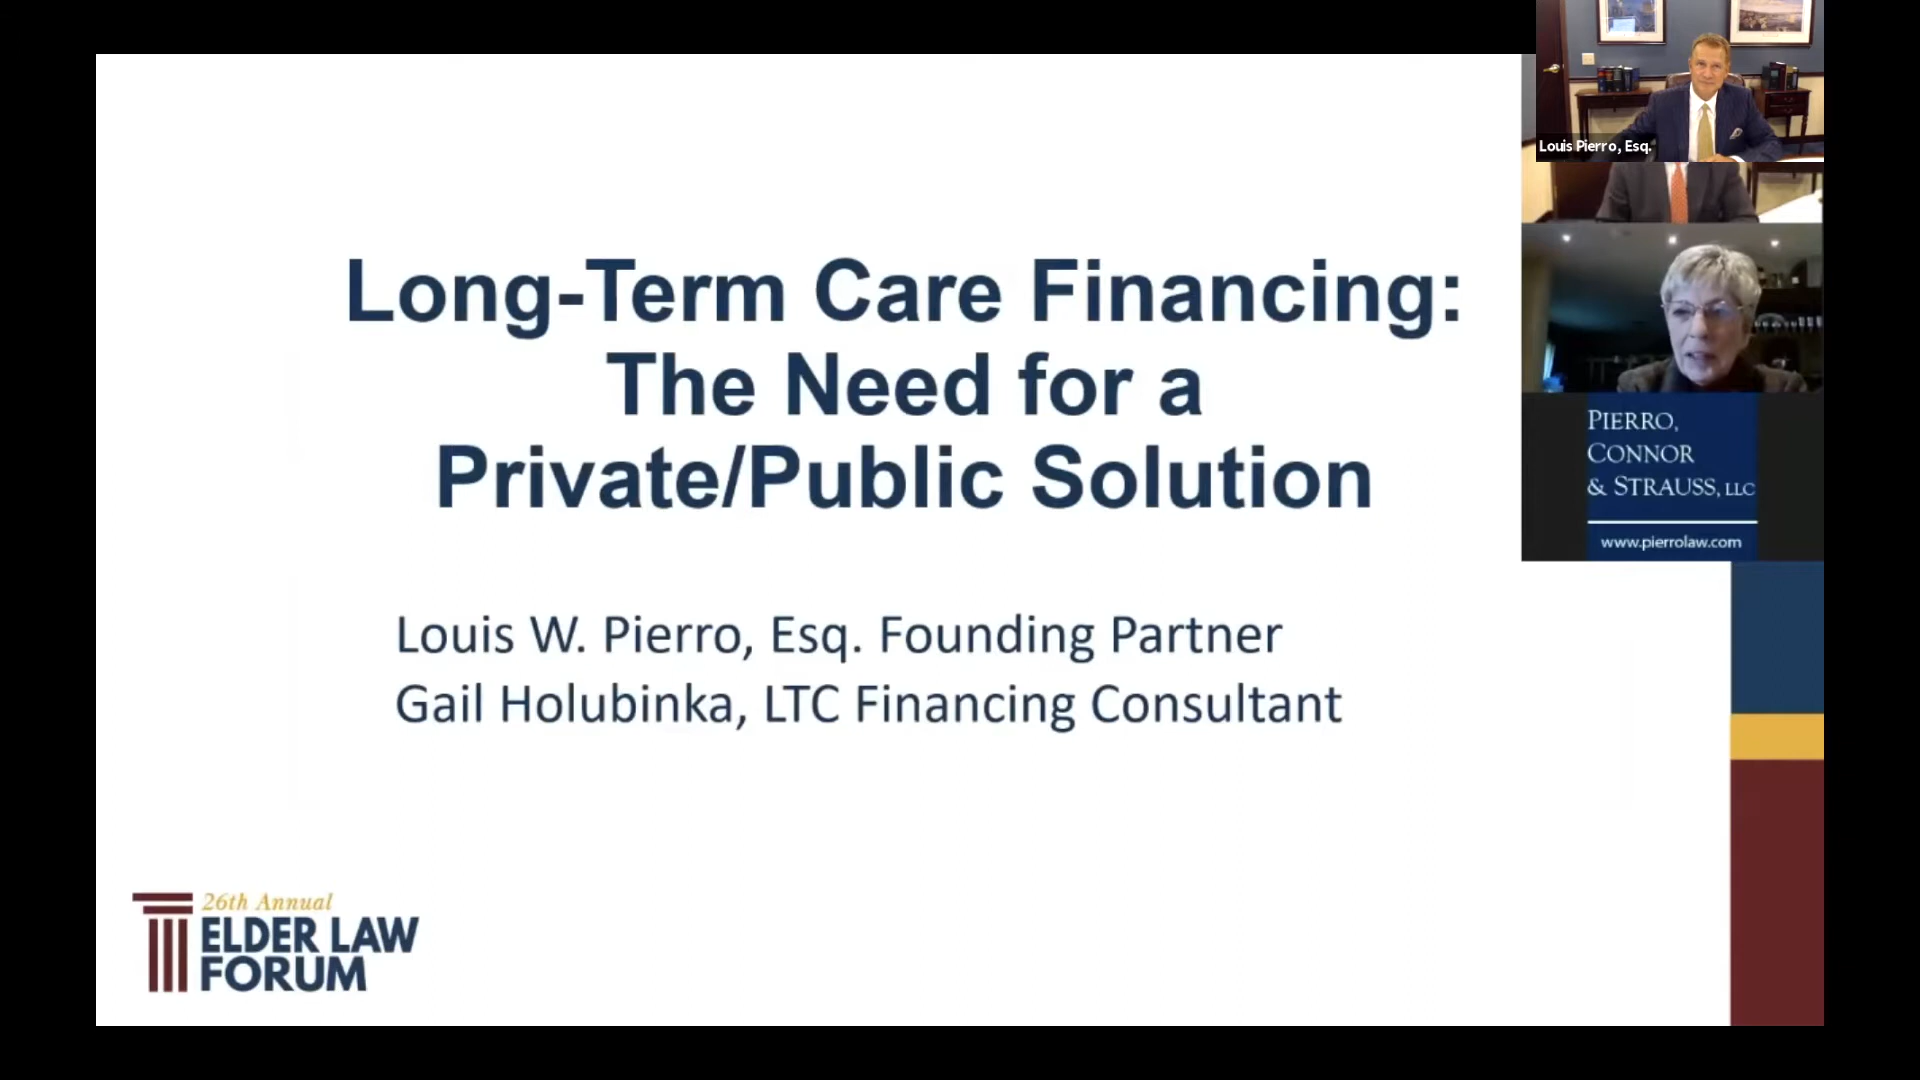 Long-Term Care Financing:
The Need for a
Private/Public Solution
Louis W. Pierro, Esq. Founding Partner
Gail Holubinka, LTC Financing Consultant
26th Annual
ELDER LAW
FORUM
Louis Pierro, Esq.
PIERRO,
CONNOR
& STRAUSS, LLC
www.pierrolaw.com